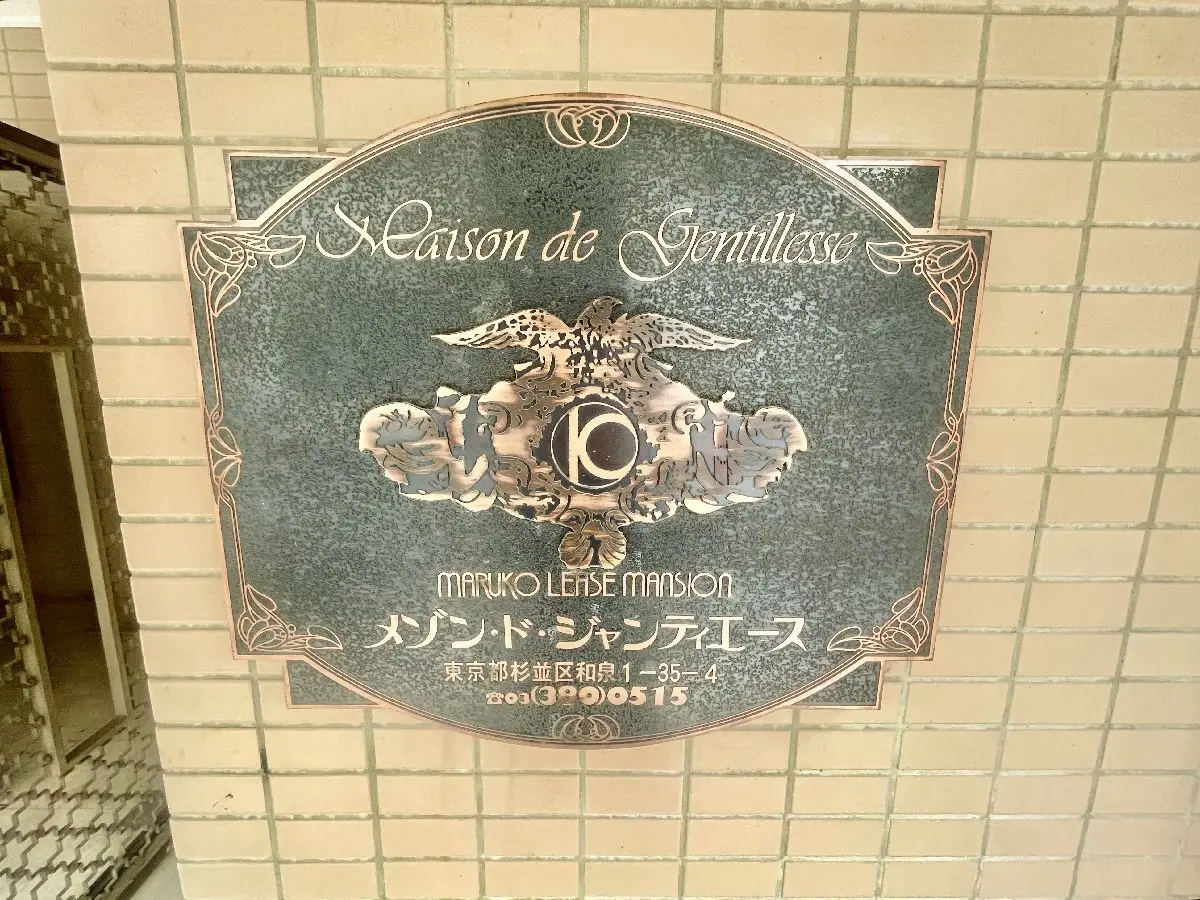 Maison de Gentillesse
MARUKO LEASE MANSION
メゾン・ド・ジャンティエース
東京都杉並区和泉1-35-4
☎03(380)0515